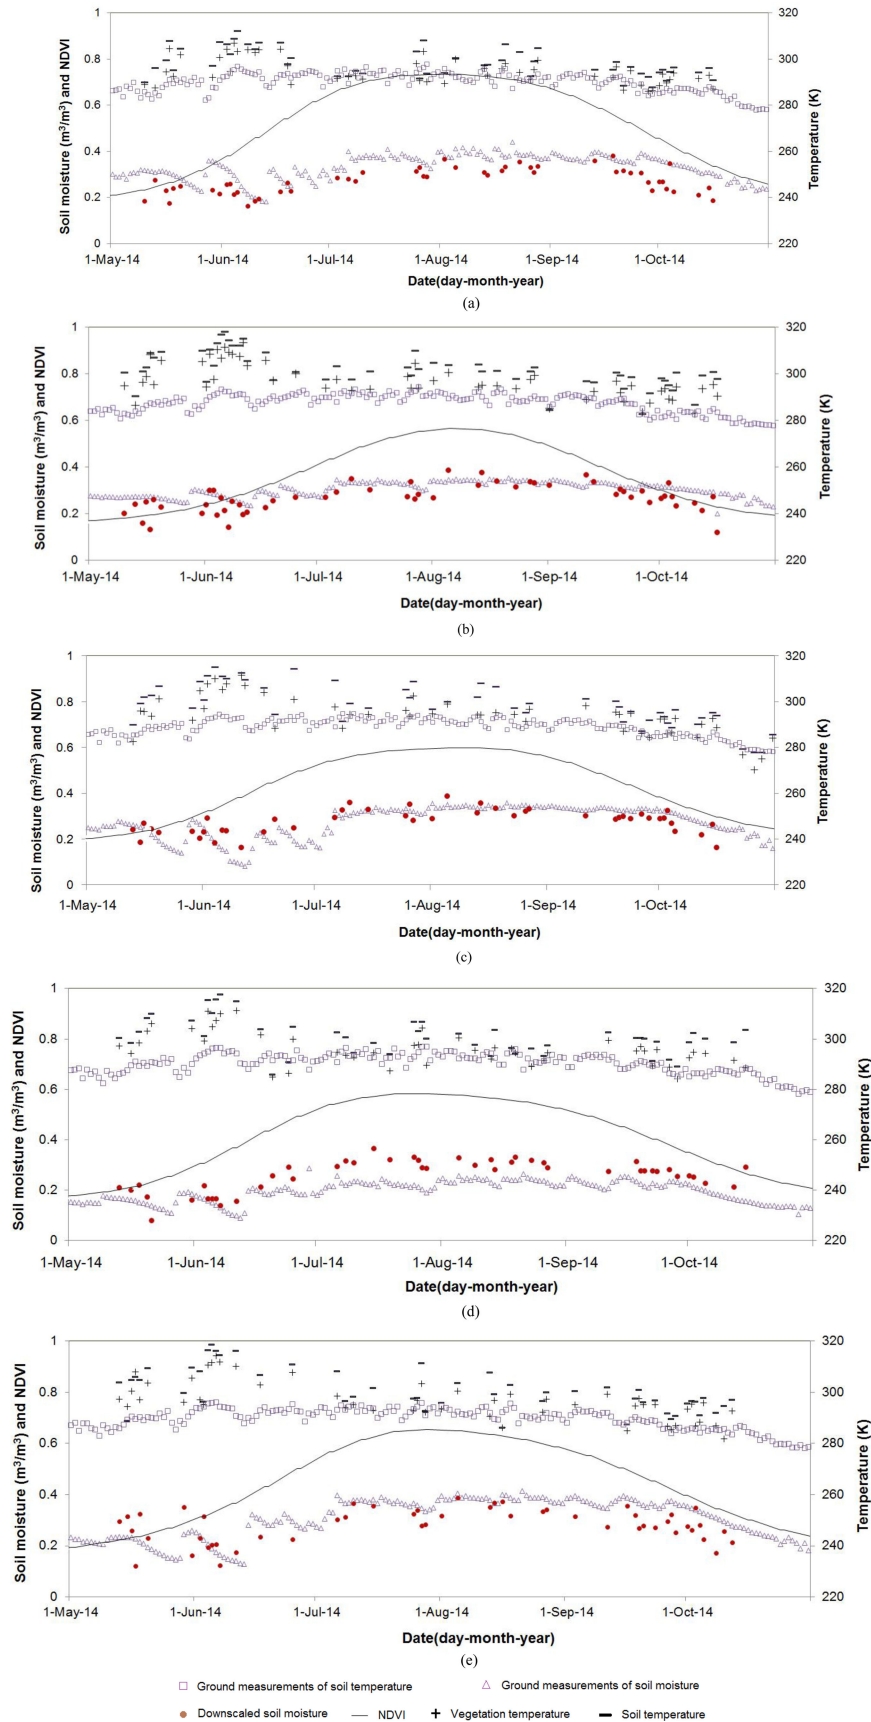 Soil moisture (m³/m³) and NDVI
1
0.8
0.6
0.4
0.2
0
320
300
280
260
240
220
Temperature (K)
1-May-14 1-Jun-14 1-Jul-14 1-Aug-14 1-Sep-14 1-Oct-14
Date(day-month-year)
(a)
Soil moisture (m³/m³) and NDVI
1
0.8
0.6
0.4
0.2
0
320
300
280
260
240
220
Temperature (K)
1-May-14 1-Jun-14 1-Jul-14 1-Aug-14 1-Sep-14 1-Oct-14
Date(day-month-year)
(b)
Soil moisture (m³/m³) and NDVI
1
0.8
0.6
0.4
0.2
0
320
300
280
260
240
220
Temperature (K)
1-May-14 1-Jun-14 1-Jul-14 1-Aug-14 1-Sep-14 1-Oct-14
Date(day-month-year)
(c)
Soil moisture (m³/m³) and NDVI
1
0.8
0.6
0.4
0.2
0
320
300
280
260
240
220
Temperature (K)
1-May-14 1-Jun-14 1-Jul-14 1-Aug-14 1-Sep-14 1-Oct-14
Date(day-month-year)
(d)
Soil moisture (m³/m³) and NDVI
1
0.8
0.6
0.4
0.2
0
320
300
280
260
240
220
Temperature (K)
1-May-14 1-Jun-14 1-Jul-14 1-Aug-14 1-Sep-14 1-Oct-14
Date(day-month-year)
(e)
Ground measurements of soil temperature Ground measurements of soil moisture
Downscaled soil moisture NDVI Vegetation temperature Soil temperature